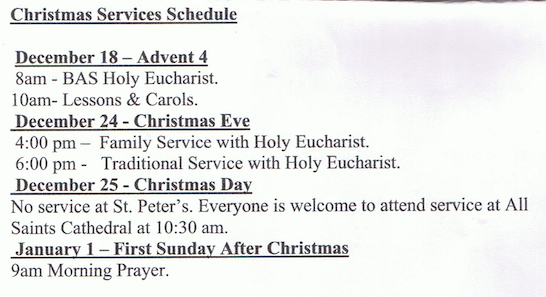 Christmas Services Schedule
December 18 – Advent 4
8am - BAS Holy Eucharist.
10am- Lessons & Carols.
December 24 - Christmas Eve
4:00 pm – Family Service with Holy Eucharist.
6:00 pm - Traditional Service with Holy Eucharist.
December 25 - Christmas Day
No service at St. Peter's. Everyone is welcome to attend service at All
Saints Cathedral at 10:30 am.
January 1 – First Sunday After Christmas
9am Morning Prayer.